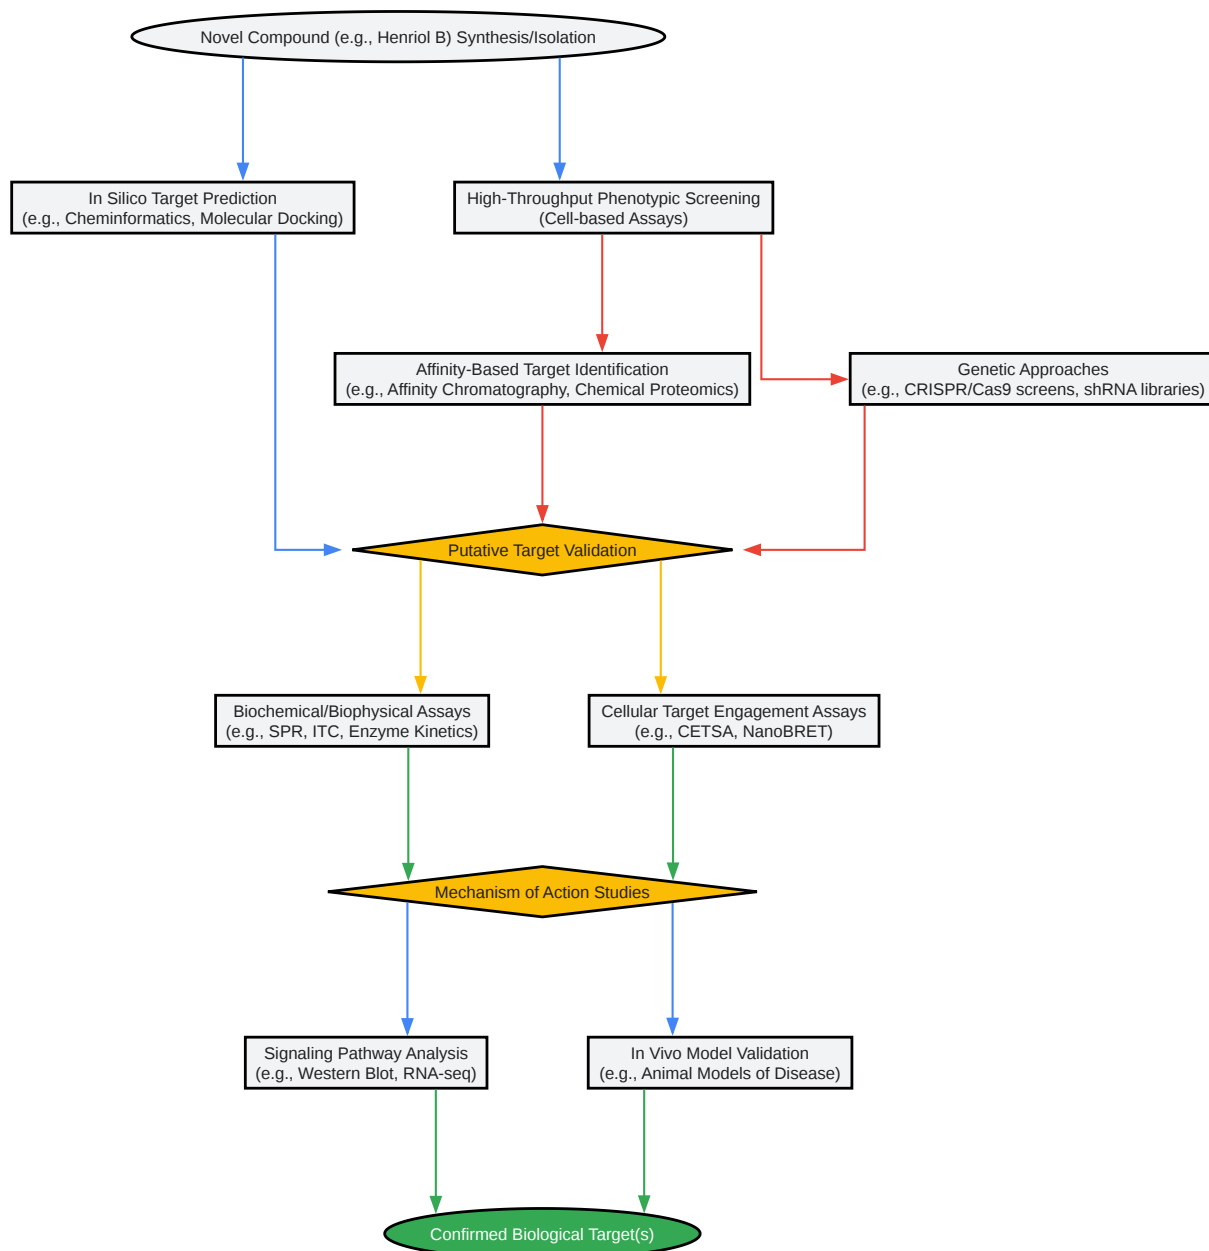 Novel Compound (e.g., Henriol B) Synthesis/Isolation
In Silico Target Prediction
(e.g., Cheminformatics, Molecular Docking)
High-Throughput Phenotypic Screening
(Cell-based Assays)
Affinity-Based Target Identification
(e.g., Affinity Chromatography, Chemical Proteomics)
Genetic Approaches
(e.g., CRISPR/Cas9 screens, shRNA libraries)
Putative Target Validation
Biochemical/Biophysical Assays
(e.g., SPR, ITC, Enzyme Kinetics)
Cellular Target Engagement Assays
(e.g., CETSA, NanoBRET)
Mechanism of Action Studies
Signaling Pathway Analysis
(e.g., Western Blot, RNA-seq)
In Vivo Model Validation
(e.g., Animal Models of Disease)
Confirmed Biological Target(s)